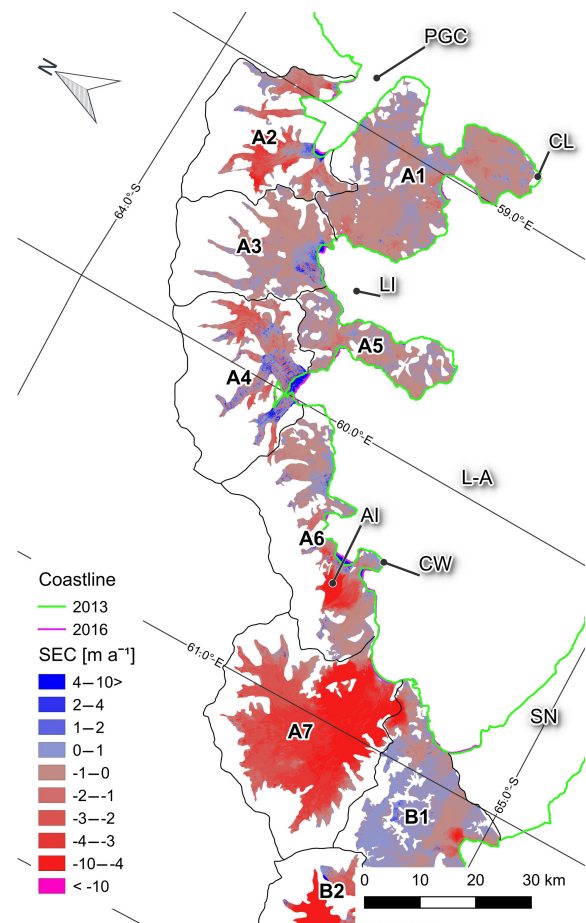 PGC
N
A2
CL
A1
64.0°-S
59.0°-E
A3
LI
A5
A4
60.0°-E
L-A
AI
A6
CW
Coastline
2013
2016
SEC [m a⁻¹]
4—10>
2—4
1—2
0—1
-1—0
-2—-1
-3—-2
-4—-3
-10—-4
< -10
61.0°-E
A7
SN
65.0°-S
B1
B2
0 10 20 30 km